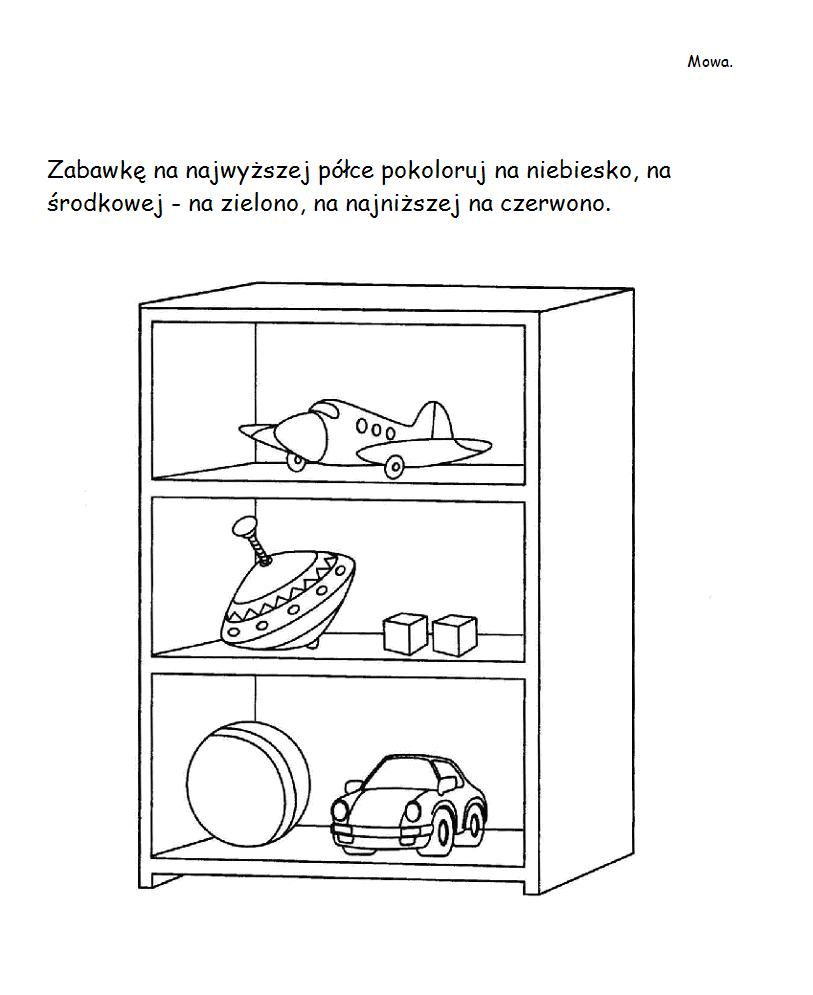 Mowa.
Zabawkę na najwyższej półce pokoloruj na niebiesko, na
środkowej - na zielono, na najniższej na czerwono.